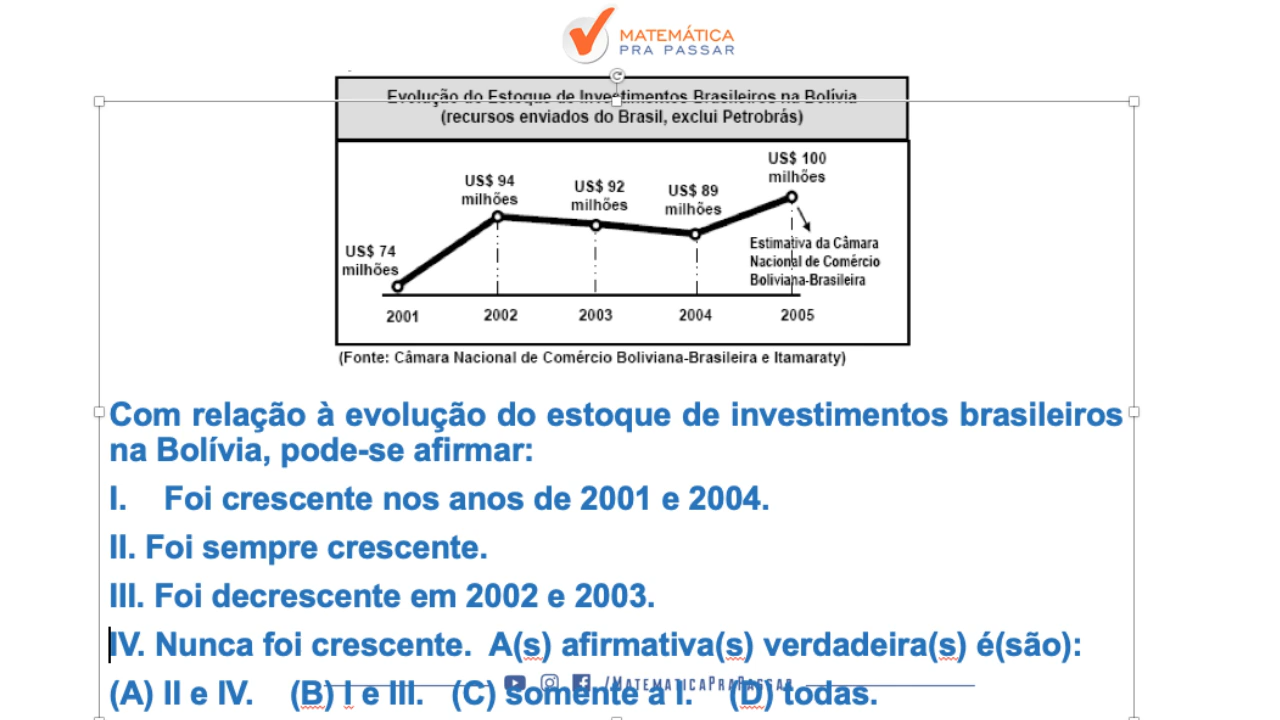 MATEMÁTICA
PRA PASSAR
Evolução do Estoque de Investimentos Brasileiros na Bolívia
(recursos enviados do Brasil, exclui Petrobrás)
US$ 74
milhões
US$ 94
milhões
US$ 92
milhões
US$ 89
milhões
US$ 100
milhões
Estimativa da Câmara
Nacional de Comércio
Boliviana-Brasileira
2001 2002 2003 2004 2005
(Fonte: Câmara Nacional de Comércio Boliviana-Brasileira e Itamaraty)
Com relação à evolução do estoque de investimentos brasileiros
na Bolívia, pode-se afirmar:
I. Foi crescente nos anos de 2001 e 2004.
II. Foi sempre crescente.
III. Foi decrescente em 2002 e 2003.
IV. Nunca foi crescente. A(s) afirmativa(s) verdadeira(s) é(são):
/MATEMATICAPRAPASSAR
(A) II e IV. (B) I e III. (C) somente a I. (D) todas.